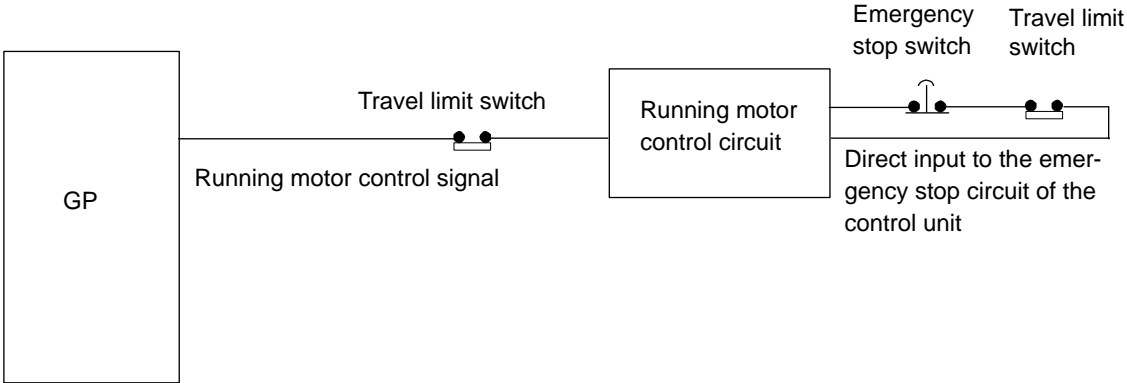 Emergency
stop switch
Travel limit
switch
Travel limit switch
Running motor
control circuit
Running motor control signal
GP
Direct input to the emer-
gency stop circuit of the
control unit